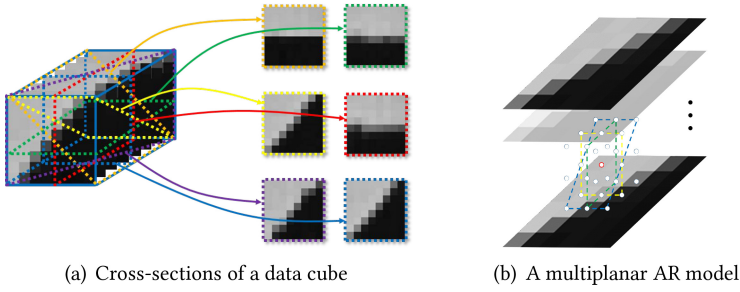 (a) Cross-sections of a data cube
(b) A multiplanar AR model